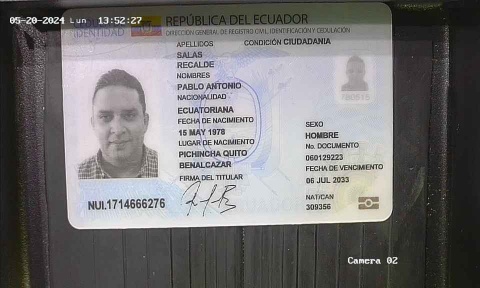 05-20-2024 Lun 13:52:27
REPÚBLICA DEL ECUADOR
IDENTIDAD
DIRECCIÓN GENERAL DE REGISTRO CIVIL, IDENTIFICACIÓN Y CEDULACIÓN
APELLIDOS
CONDICIÓN CIUDADANÍA
SALAS
RECALDE
NOMBRES
PABLO ANTONIO
NACIONALIDAD
ECUATORIANA
FECHA DE NACIMIENTO
15 MAY 1978
LUGAR DE NACIMIENTO
PICHINCHA QUITO
BENALCAZAR
FIRMA DEL TITULAR
SEXO
HOMBRE
No. DOCUMENTO
060129223
FECHA DE VENCIMIENTO
06 JUL 2033
NAT/CAN
309356
NUI.1714666276
Camera 02